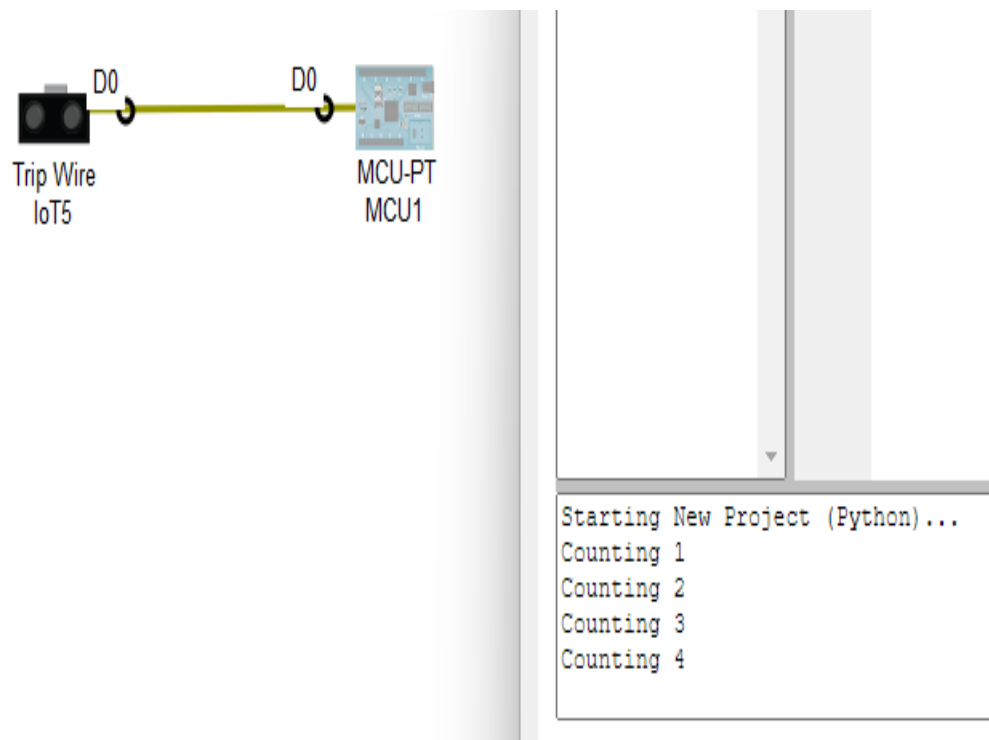 D0
D0
Trip Wire
IoT5
MCU-PT
MCU1
Starting New Project (Python)...
Counting 1
Counting 2
Counting 3
Counting 4